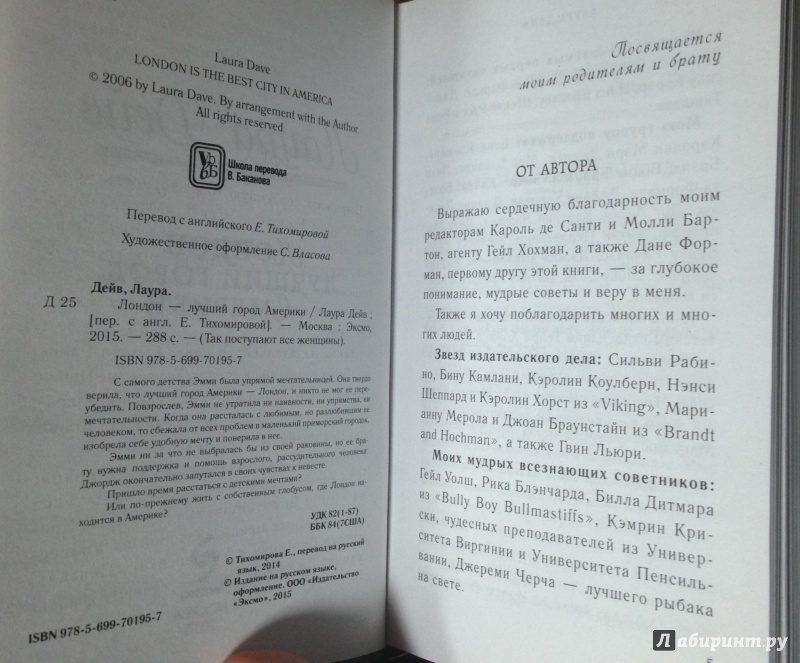 Laura Dave
LONDON IS THE BEST CITY IN AMERICA
© 2006 by Laura Dave. By arrangement with the Author.
All rights reserved
Школа перевода
В. Баканова
Перевод с английского Е. Тихомировой
Художественное оформление С. Власова
Дейв, Лаура.
Д 25
Лондон — лучший город Америки / Лаура Дейв ;
[пер. с англ. Е. Тихомировой]. — Москва : Эксмо,
2015. — 288 с. — (Так поступают все женщины).
ISBN 978-5-699-70195-7
С самого детства Эмми была упрямой мечтательницей. Она твердо
верила, что лучший город Америки — Лондон, и никто не мог ее пере-
убедить. Повзрослев, Эмми не утратила ни наивности, ни упрямства, ни
мечтательности. Когда она рассталась с любимым, но разлюбившим ее
человеком, то сбежала от всех проблем в маленький приморский городок,
изобрела себе удобную мечту и поверила в нее.
Эмми ни за что не выбралась бы из своей раковины, но ее бра-
ту нужна поддержка и помощь взрослого, рассудительного человека:
Джордж окончательно запутался в своих чувствах к невесте.
Пришло время расстаться с детскими мечтами?
Или по-прежнему жить с собственным глобусом, где Лондон на-
ходится в Америке?
УДК 82(1-87)
ББК 84(7США)
© Тихомирова Е., перевод на русский
язык, 2014
© Издание на русском языке,
оформление. ООО «Издательство
«Эксмо», 2015
ISBN 978-5-699-70195-7
Посвящается
моим родителям и брату
ОТ АВТОРА
Выражаю сердечную благодарность моим
редакторам Кароль де Санти и Молли Бар-
тон, агенту Гейл Хохман, а также Дане Фор-
ман, первому другу этой книги, — за глубокое
понимание, мудрые советы и веру в меня.
Также я хочу поблагодарить многих и мно-
гих людей.
Звезд издательского дела: Сильви Раби-
но, Бину Камлани, Кэролин Коулберн, Нэнси
Шеппард и Кэролин Хорст из «Viking», Мари-
анну Мерола и Джоан Браунстайн из «Brandt
and Hochman», а также Гвин Льюри.
Моих мудрых всезнающих советников:
Гейл Уолш, Рика Блэнчарда, Билла Дитмара
из «Bully Boy Bullmastiffs», Кэмрин Кри-
ски, чудесных преподавателей из Универ-
ситета Виргинии и Университета Пенсиль-
вании, Джереми Черча — лучшего рыбака
на свете.
5
Лабиринт.ру